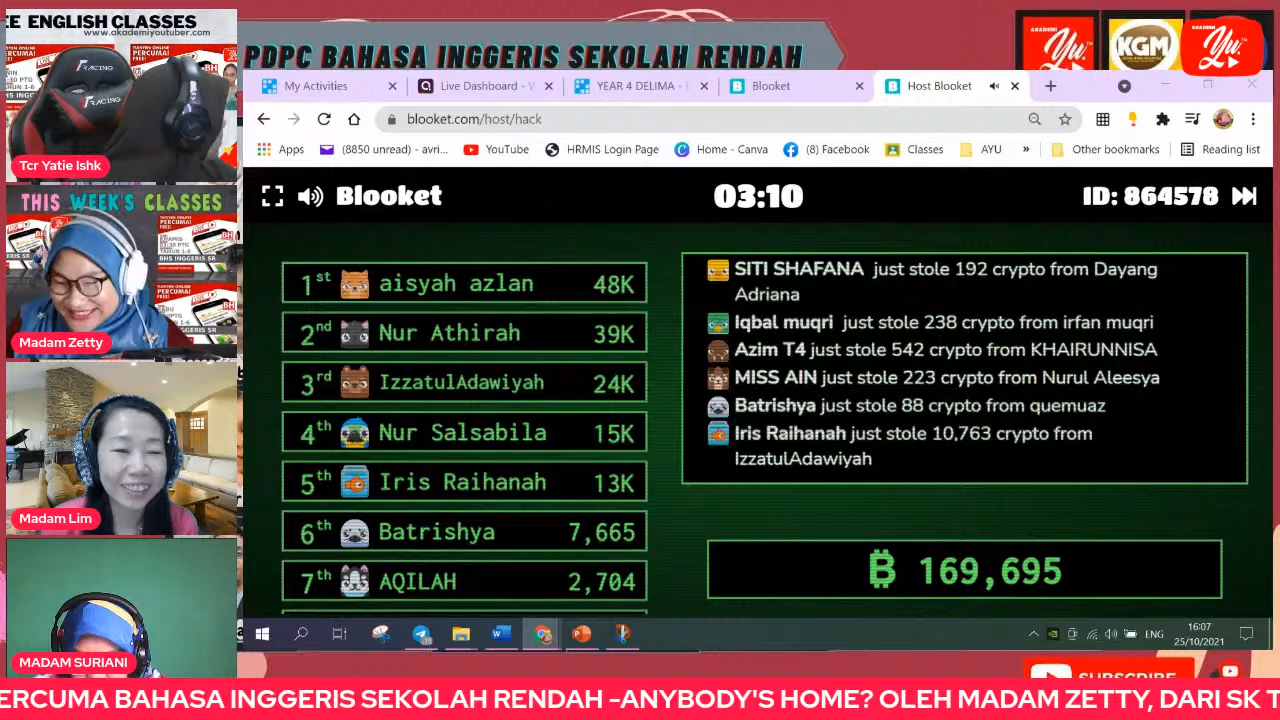 EE ENGLISH CLASSES
www.akademiyoutuber.com
Tcr Yatie Ishk
THIS WEEK'S CLASSES
Madam Zetty
Madam Lim
MADAM SURIANI
PDPC BAHASA INGGERIS SEKOLAH RENDAH
AKADEMI
KGM
My Activities
Live Dashboard - W
YEAR 4 DELIMA -
Blooket
Host Blooket
blooket.com/host/hack
Apps
(8850 unread) - avri...
YouTube
HRMIS Login Page
Home - Canva
(8) Facebook
Classes
AYU
»
Other bookmarks
Reading list
Blooket
03:10
ID: 864578
1st aisyah azlan 48K
2nd Nur Athirah 39K
3rd IzzatulAdawiyah 24K
4th Nur Salsabila 15K
5th Iris Raihanah 13K
6th Batrishya 7,665
7th AQILAH 2,704
SITI SHAFANA just stole 192 crypto from Dayang
Adriana
Iqbal muqri just stole 238 crypto from irfan muqri
Azim T4 just stole 542 crypto from KHAIRUNNISA
MISS AIN just stole 223 crypto from Nurul Aleesya
Batrishya just stole 88 crypto from quemuaz
Iris Raihanah just stole 10,763 crypto from
IzzatulAdawiyah
₿ 169,695
ENG
16:07
25/10/2021
SUBSCRIBE
ERCUMA BAHASA INGGERIS SEKOLAH RENDAH -ANYBODY'S HOME? OLEH MADAM ZETTY, DARI SK T